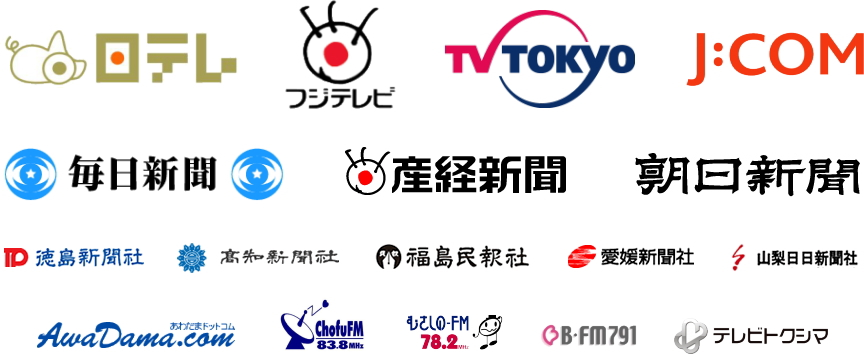 日テレ
フジテレビ
TV TOKYO
J:COM
毎日新聞
産経新聞
朝日新聞
徳島新聞社
高知新聞社
福島民報社
愛媛新聞社
山梨日日新聞社
あわだまドットコム
AwaDama.com
ChofuFM
83.8MHz
むさしの-FM
78.2MHz
B・FM791
テレビトクシマ